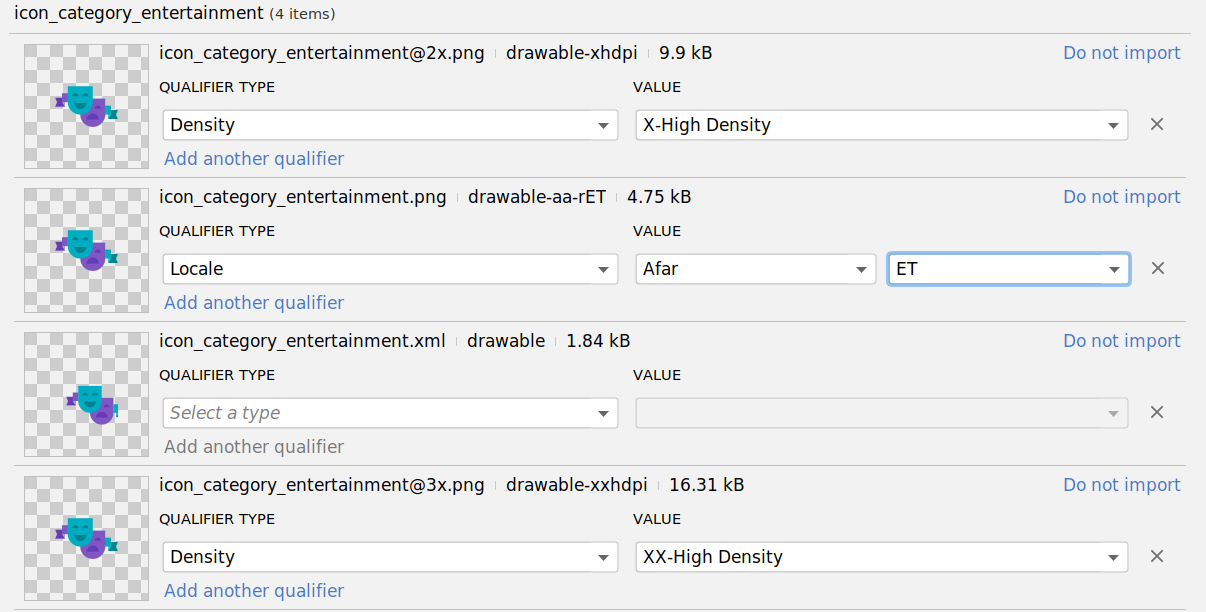 icon_category_entertainment (4 items)
icon_category_entertainment@2x.png drawable-xhdpi 9.9 kB Do not import
QUALIFIER TYPE VALUE
Density X-High Density
Add another qualifier
icon_category_entertainment.png drawable-aa-rET 4.75 kB Do not import
QUALIFIER TYPE VALUE
Locale Afar ET
Add another qualifier
icon_category_entertainment.xml drawable 1.84 kB Do not import
QUALIFIER TYPE VALUE
Select a type
Add another qualifier
icon_category_entertainment@3x.png drawable-xxhdpi 16.31 kB Do not import
QUALIFIER TYPE VALUE
Density XX-High Density
Add another qualifier